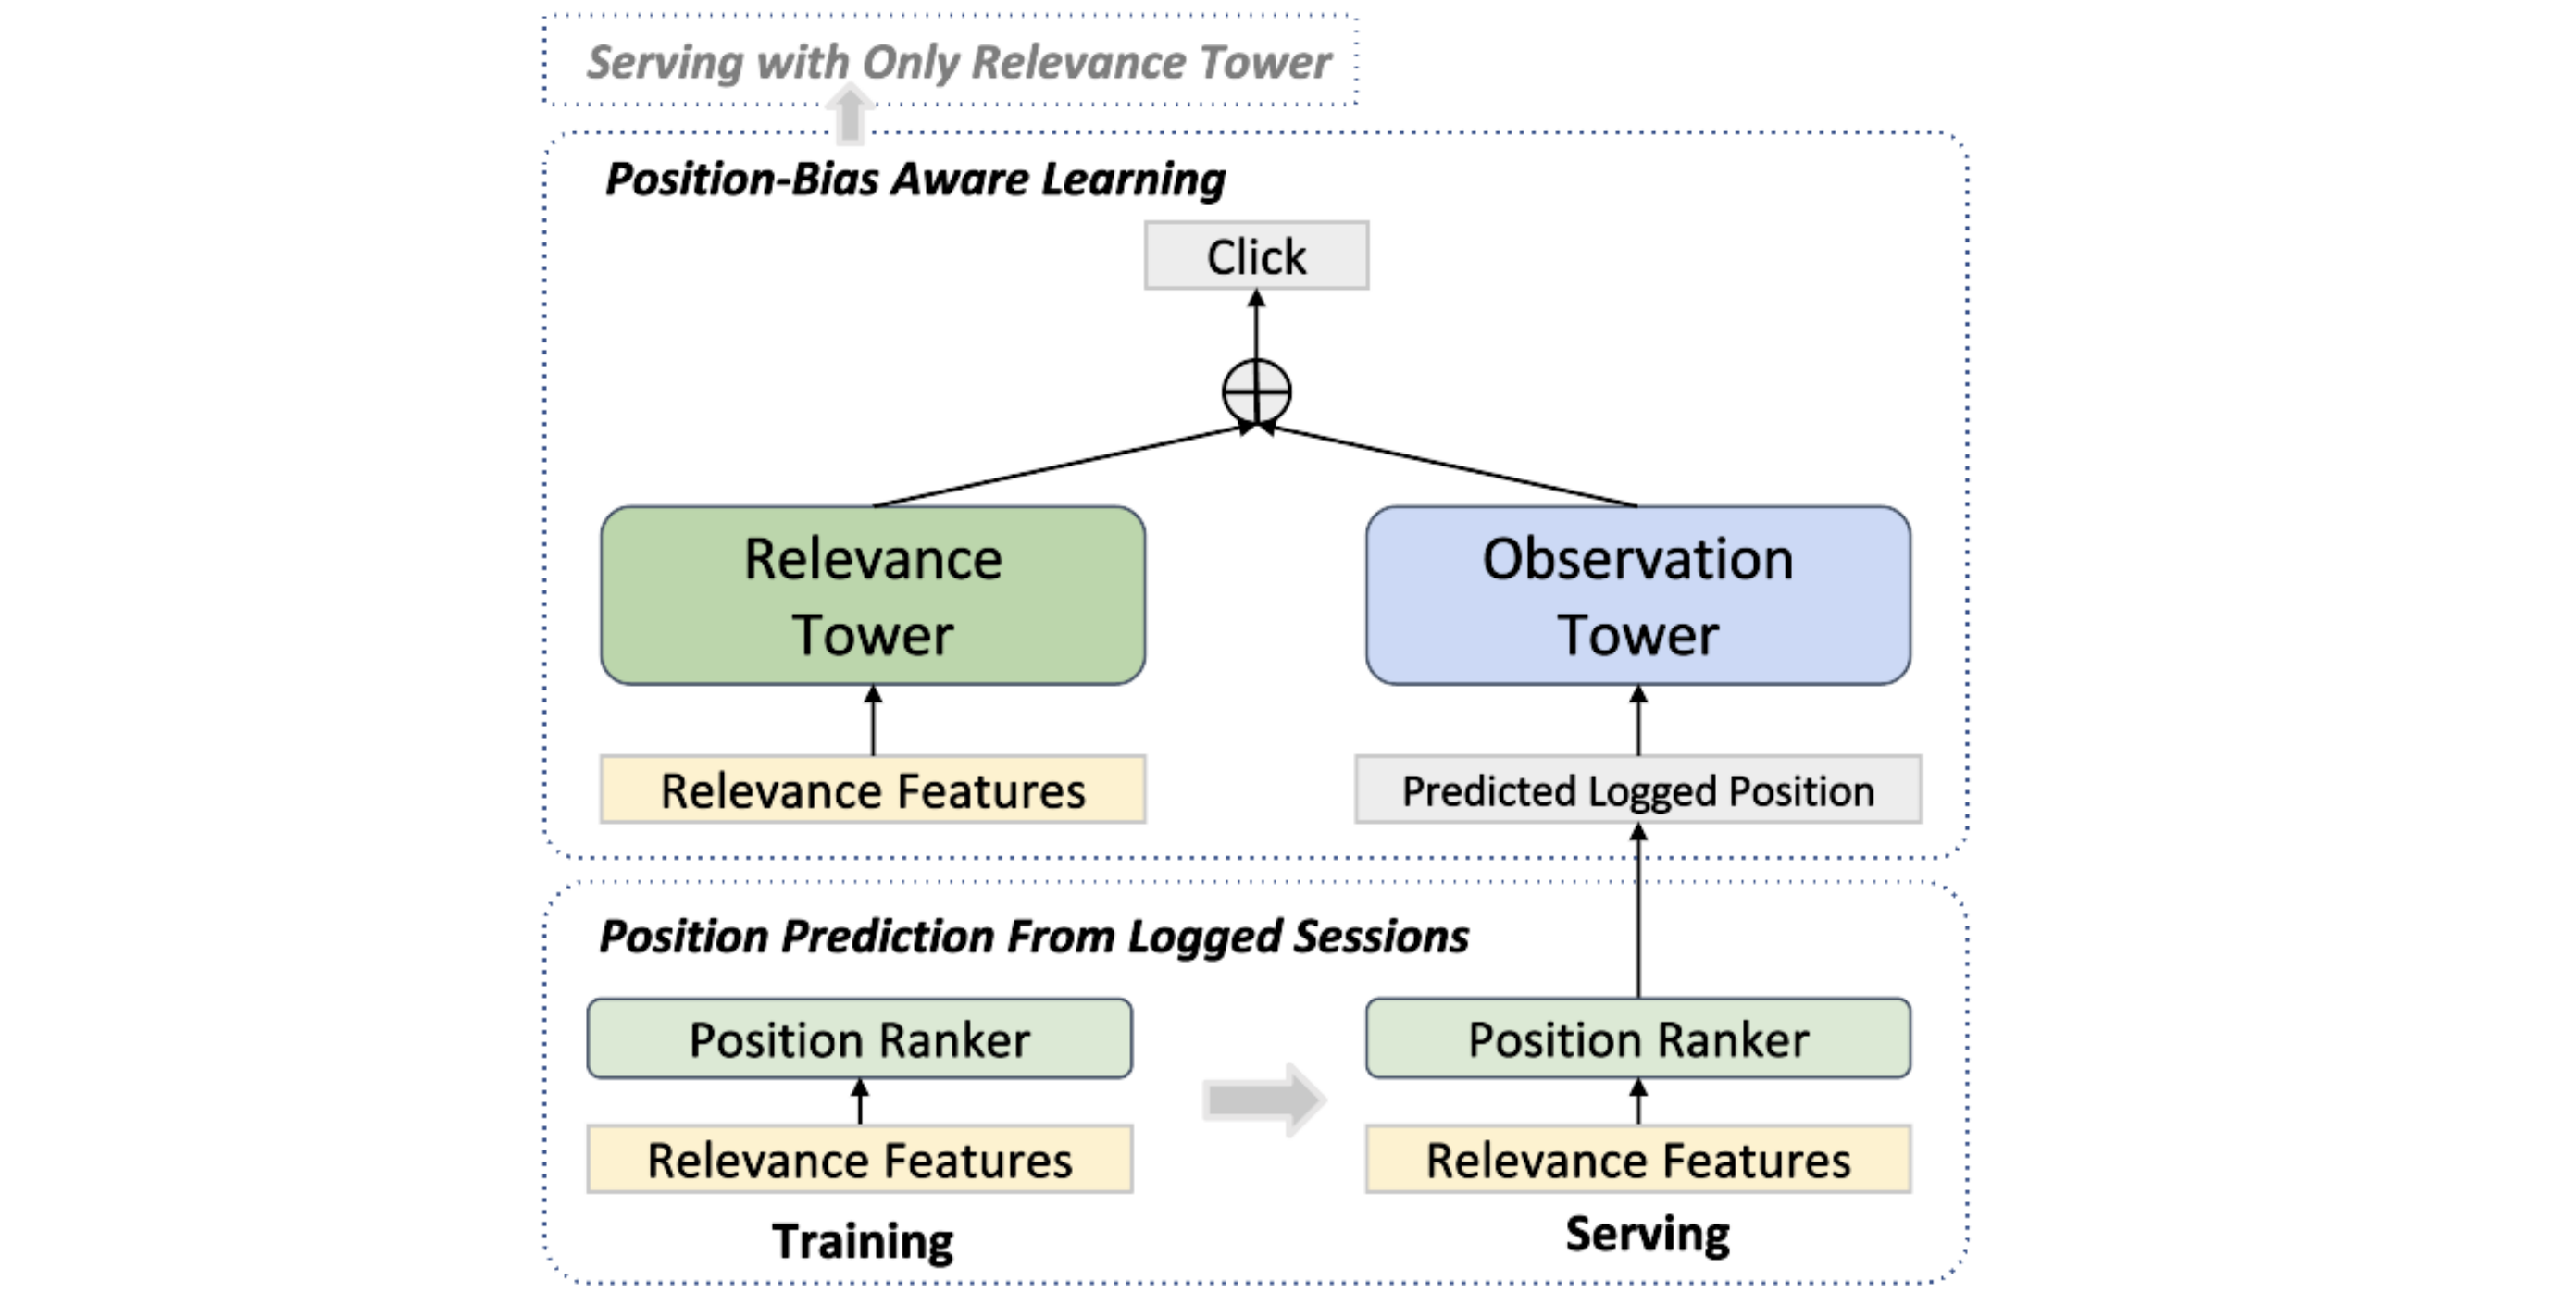 Serving with Only Relevance Tower
Position-Bias Aware Learning
Click
Relevance
Tower
Observation
Tower
Relevance Features
Predicted Logged Position
Position Prediction From Logged Sessions
Position Ranker
Position Ranker
Relevance Features
Relevance Features
Training
Serving